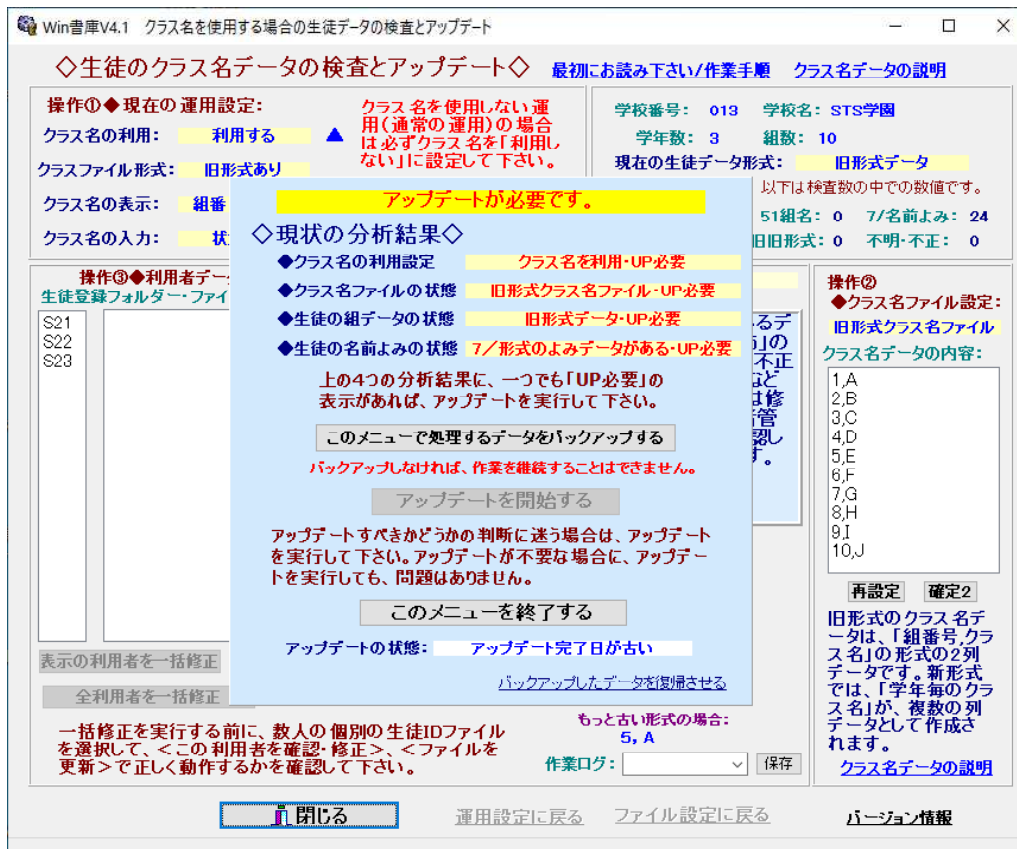 Win書庫V4.1 クラス名を使用する場合の生徒データの検査とアップデート
◇生徒のクラス名データの検査とアップデート◇
最初にお読み下さい/作業手順
クラス名データの説明
操作①◆現在の運用設定:
クラス名の利用: 利用する ▲
クラスファイル形式: 旧形式あり
クラス名の表示: 組番
クラス名の入力: 状
クラス名を使用しない運
用(通常の運用)の場合
は必ずクラス名を「利用し
ない」に設定して下さい。
学校番号: 013 学校名: STS学園
学年数: 3 組数: 10
現在の生徒データ形式: 旧形式データ
以下は検査数の中での数値です。
51組名: 0 7/名前よみ: 24
旧旧形式: 0 不明・不正: 0
アップデートが必要です。
◇現状の分析結果◇
◆クラス名の利用設定 クラス名を利用・UP必要
◆クラス名ファイルの状態 旧形式クラス名ファイル・UP必要
◆生徒の組データの状態 旧形式データ・UP必要
◆生徒の名前よみの状態 7/形式のよみデータがある・UP必要
上の4つの分析結果に、一つでも「UP必要」の
表示があれば、アップデートを実行して下さい。
このメニューで処理するデータをバックアップする
バックアップしなければ、作業を継続することはできません。
アップデートを開始する
アップデートすべきかどうかの判断に迷う場合は、アップデート
を実行して下さい。アップデートが不要な場合に、アップデー
トを実行しても、問題はありません。
このメニューを終了する
アップデートの状態: アップデート完了日が古い
バックアップしたデータを復帰させる
操作③◆利用者デー
生徒登録フォルダー・ファイ
S21
S22
S23
るデ
」の
不正
など
は修
管
認し
す。
表示の利用者を一括修正
全利用者を一括修正
一括修正を実行する前に、数人の個別の生徒IDファイル
を選択して、<この利用者を確認・修正>、<ファイルを
更新>で正しく動作するかを確認して下さい。
もっと古い形式の場合:
5, A
作業ログ:
保存
操作②
◆クラス名ファイル設定:
旧形式クラス名ファイル
クラス名データの内容:
1,A
2,B
3,C
4,D
5,E
6,F
7,G
8,H
9,I
10,J
再設定 確定2
旧形式のクラス名デ
ータは、「組番号,クラ
ス名」の形式の2列
データです。新形式
では、「学年毎のクラ
ス名」が、複数の列
データとして作成さ
れます。
クラス名データの説明
閉じる
運用設定に戻る
ファイル設定に戻る
バージョン情報